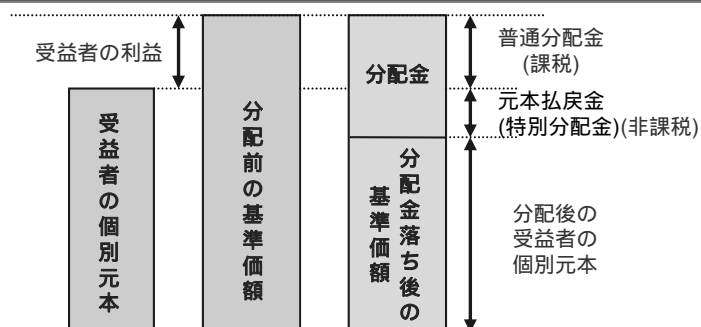 受益者の利益
受益者の個別元本
分配前の基準価額
分配金
分配金落ち後の
基準価額
普通分配金
(課税)
元本払戻金
(特別分配金)(非課税)
分配後の
受益者の
個別元本